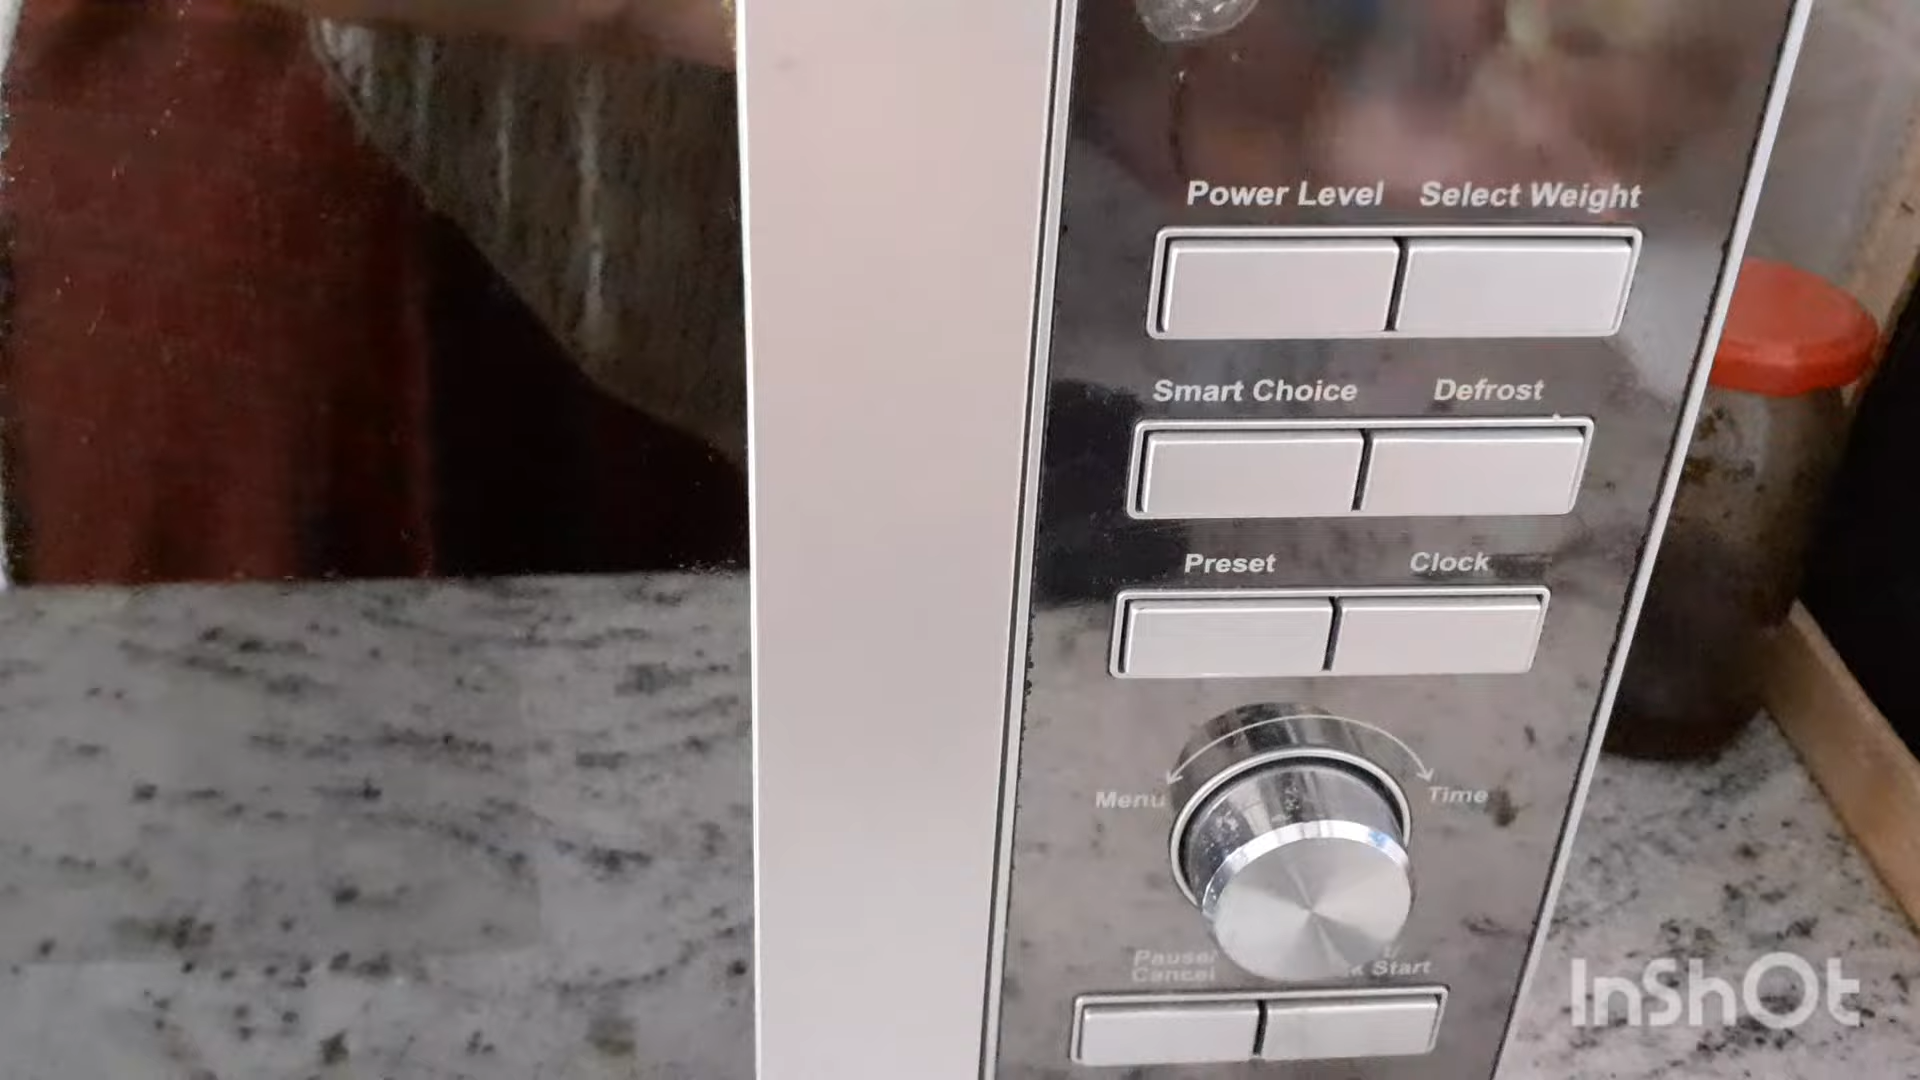 Power Level Select Weight
Smart Choice Defrost
Preset Clock
Menu Time
Pause/
Cancel
Start
InShOt